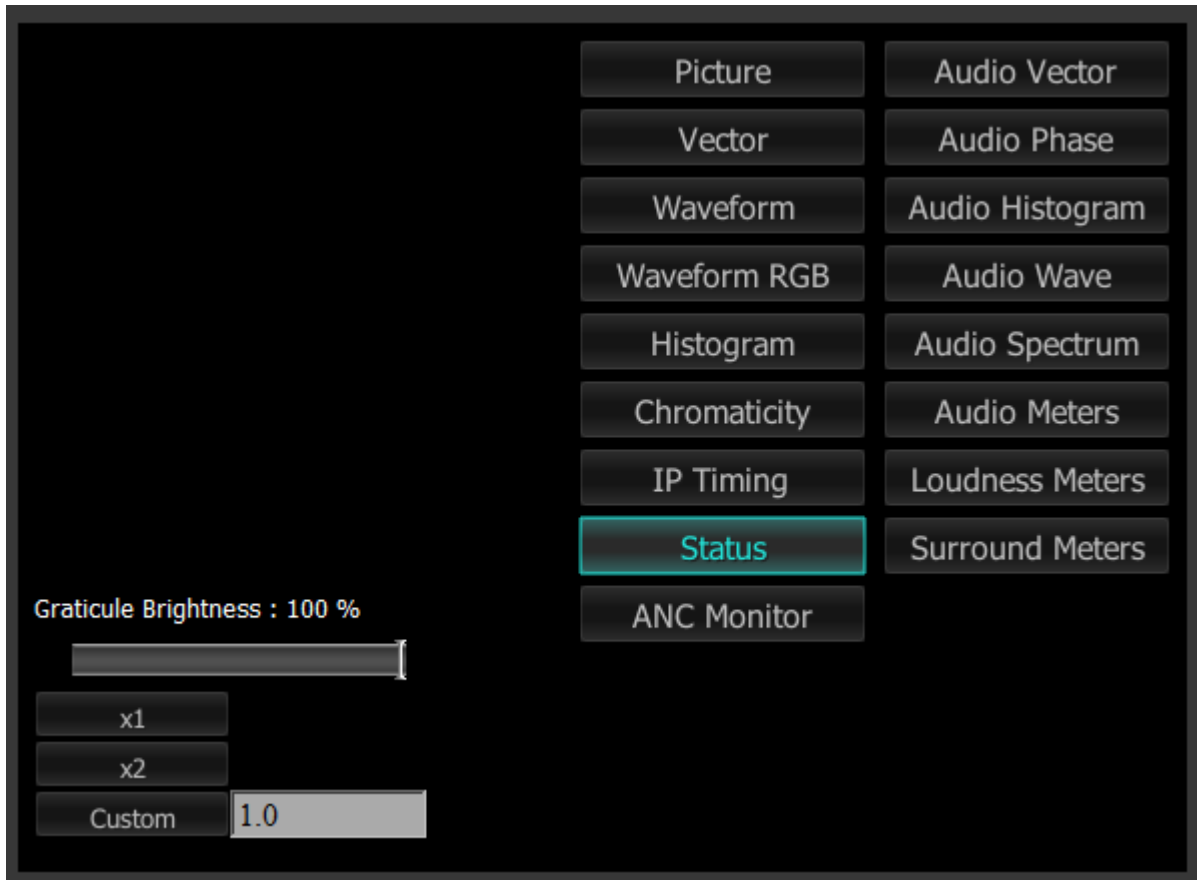 Picture
Audio Vector
Vector
Audio Phase
Waveform
Audio Histogram
Waveform RGB
Audio Wave
Histogram
Audio Spectrum
Chromaticity
Audio Meters
IP Timing
Loudness Meters
Status
Surround Meters
Graticule Brightness : 100 %
ANC Monitor
x1
x2
Custom
1.0